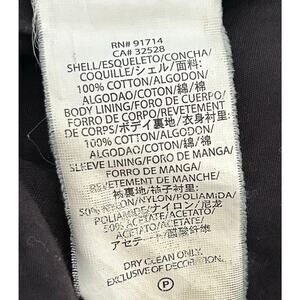 RN# 91714
CA# 32528
SHELL/ESQUELETO/CONCHA/
COQUILLE/シェル/面料:
100% COTTON/ALGODON/
ALGODAO/COTON/綿/棉
BODY LINING/FORO DE CUERPO/
FORRO DE CORPO/REVETEMENT
DE CORPS/ボディ裏地/衣身衬里:
100% COTTON/ALGODON/
ALGODAO/COTON/綿/棉
SLEEVE LINING/FORO DE MANGA/
FORRO DE MANGA/
REVETEMENT DE MANCHE/
袖裏地/袖子衬里:
50% NYLON/NYLON/POLIAMIDA/
POLIAMIDE/ナイロン/尼龙
50% ACETATE/ACETATO/
ACETATO/ACETATE/
アセテート/醋酸纤维
DRY CLEAN ONLY.
EXCLUSIVE OF DECORATION.
P